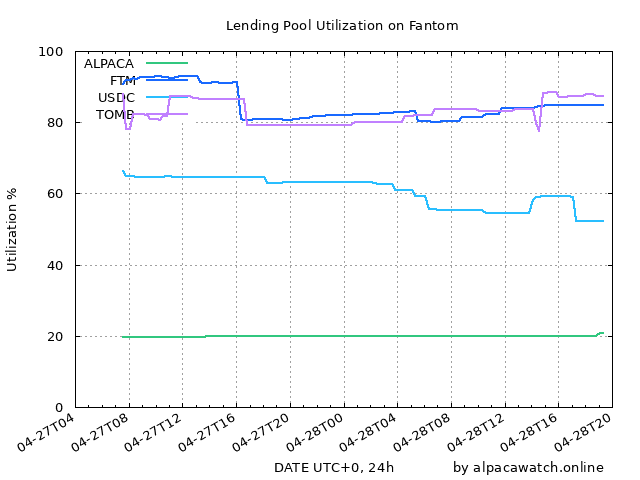 Lending Pool Utilization on Fantom
100
80
60
40
20
0
Utilization %
ALPACA
FTM
USDC
TOMB
04-27T04
04-27T08
04-27T12
04-27T16
04-27T20
04-28T00
04-28T04
04-28T08
04-28T12
04-28T16
04-28T20
DATE UTC+0, 24h
by alpacawatch.online